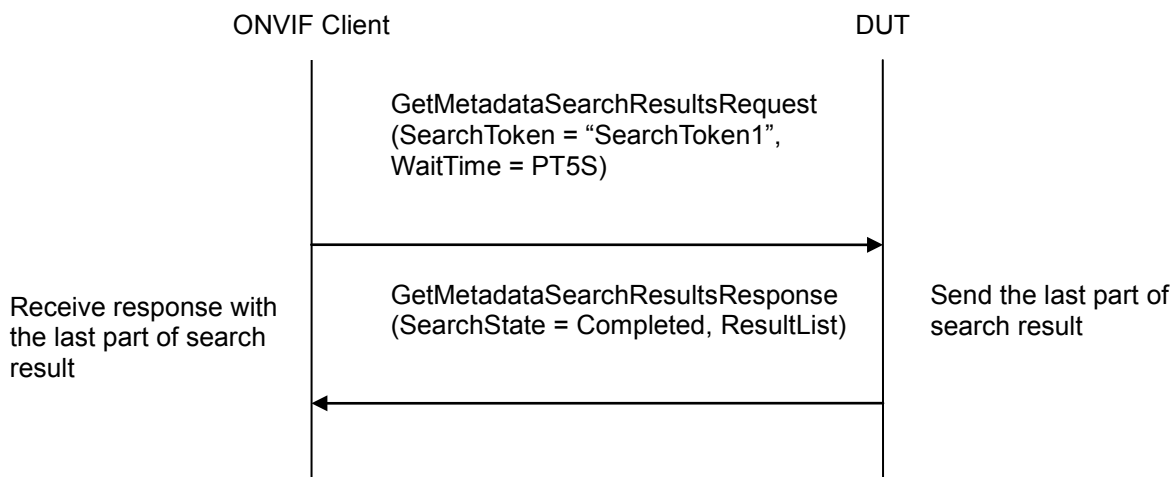 ONVIF Client
DUT
GetMetadataSearchResultsRequest
(SearchToken = “SearchToken1”,
WaitTime = PT5S)
Receive response with
the last part of search
result
GetMetadataSearchResultsResponse
(SearchState = Completed, ResultList)
Send the last part of
search result